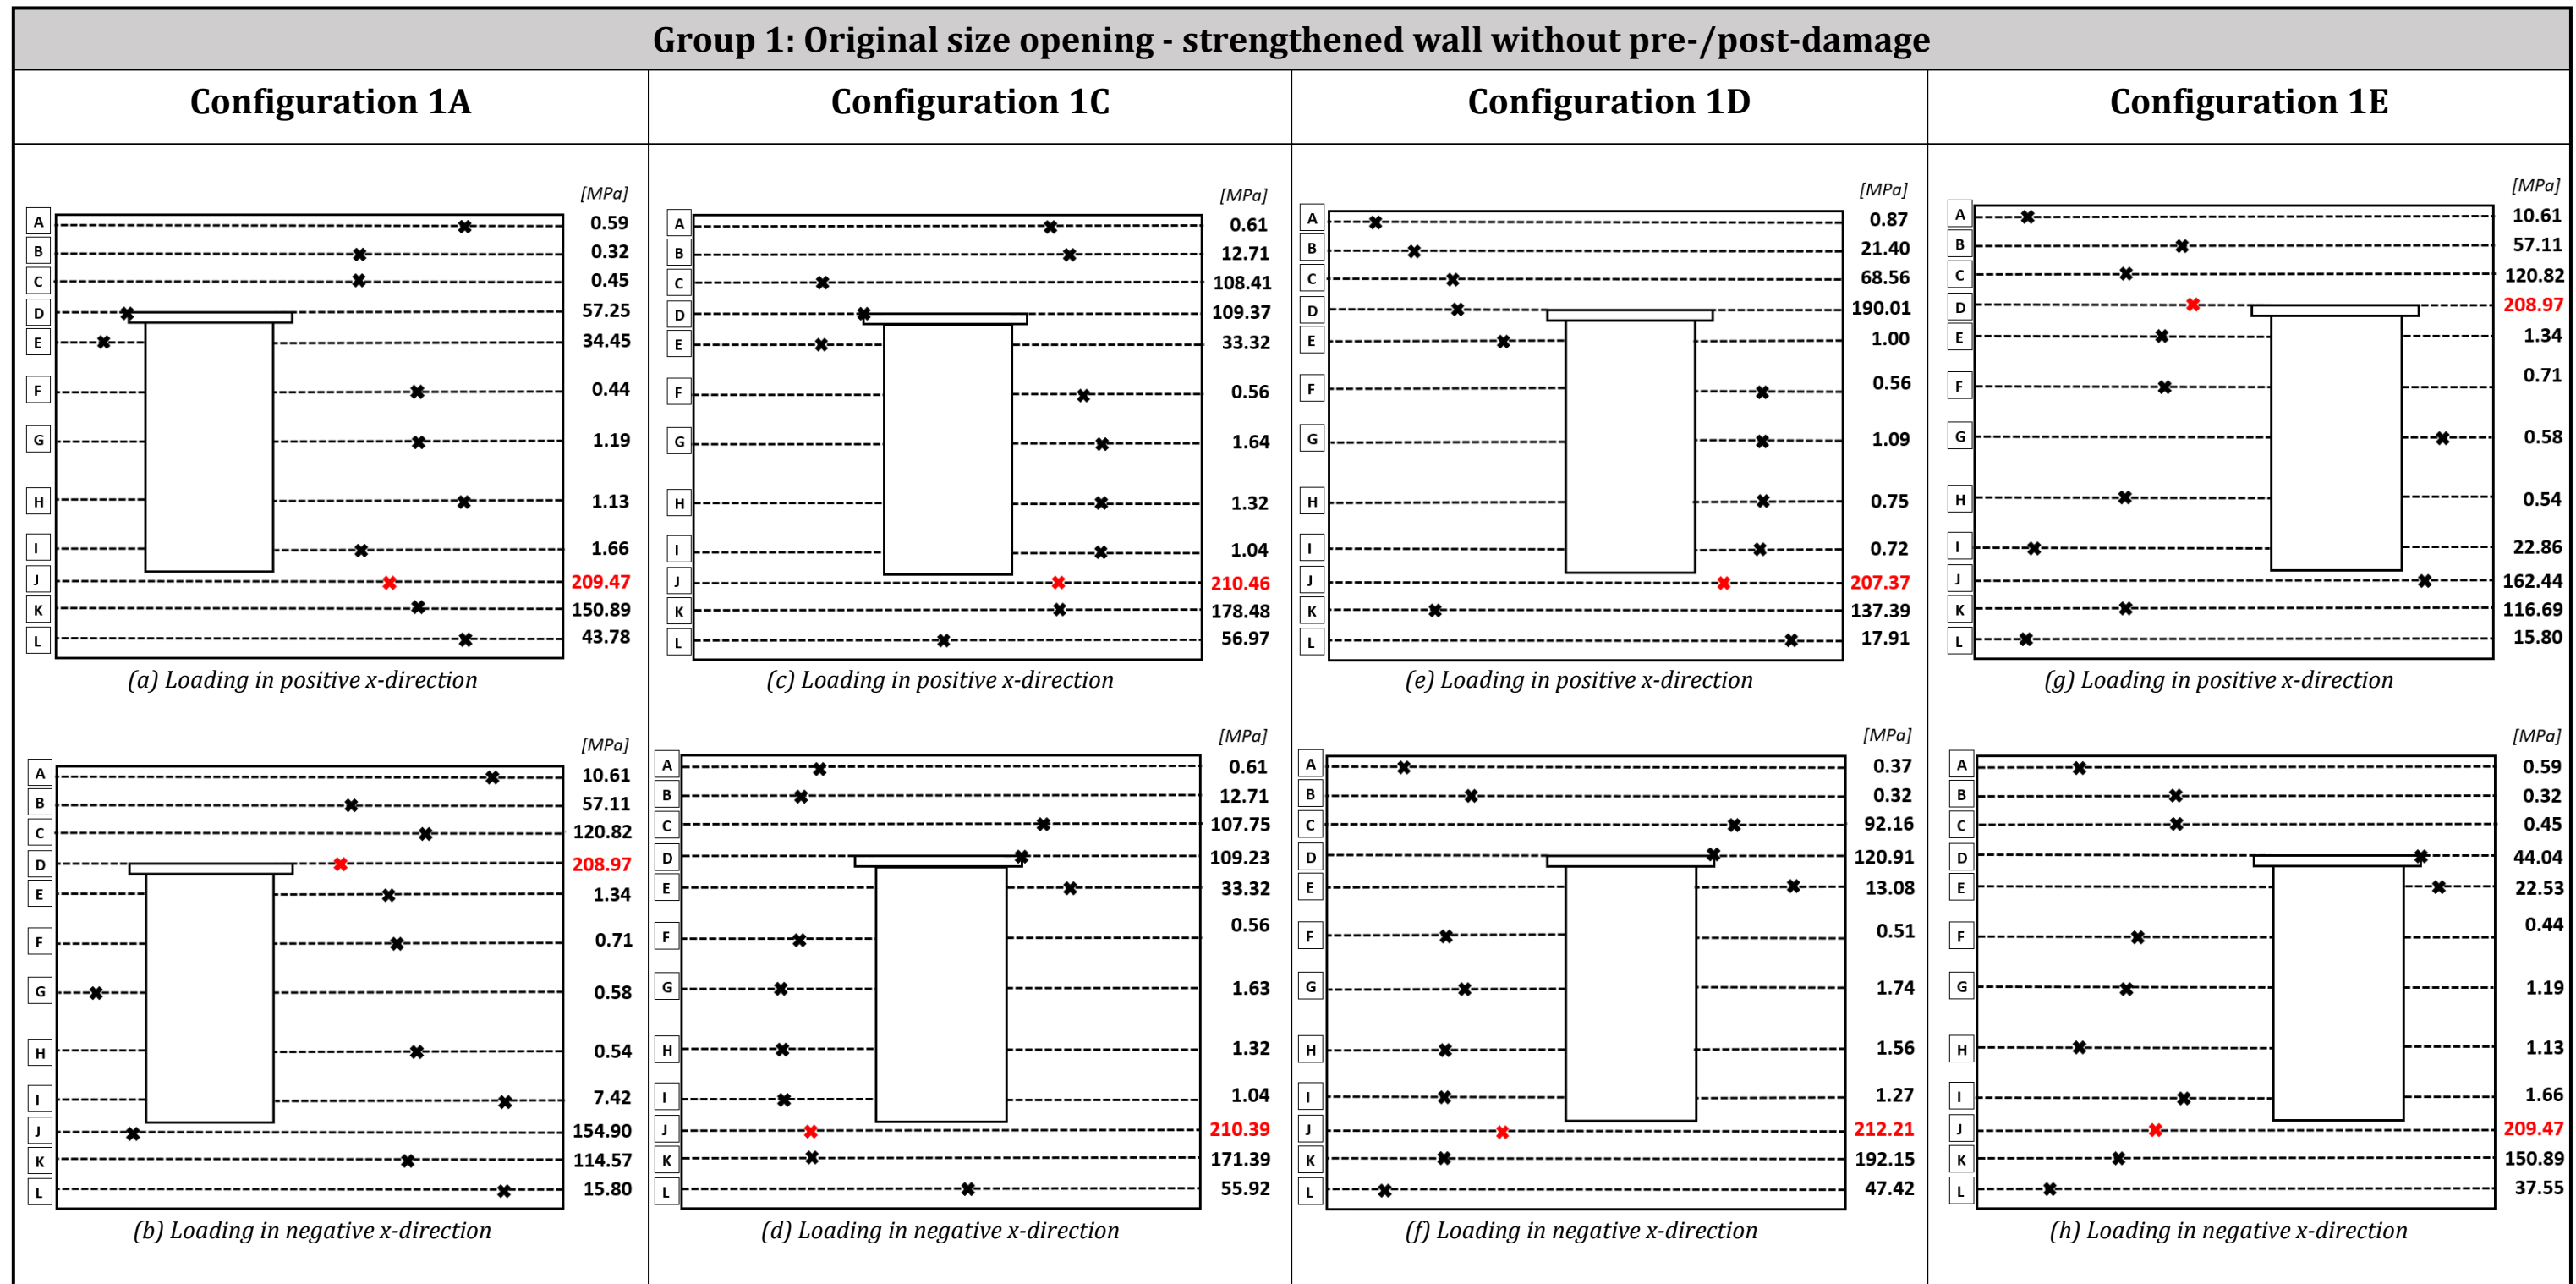 Group 1: Original size opening - strengthened wall without pre-/post-damage
Configuration 1A
Configuration 1C
Configuration 1D
Configuration 1E
[MPa]
A 0.59
B 0.32
C 0.45
D 57.25
E 34.45
F 0.44
G 1.19
H 1.13
I 1.66
J 209.47
K 150.89
L 43.78
(a) Loading in positive x-direction
[MPa]
A 0.61
B 12.71
C 108.41
D 109.37
E 33.32
F 0.56
G 1.64
H 1.32
I 1.04
J 210.46
K 178.48
L 56.97
(c) Loading in positive x-direction
[MPa]
A 0.87
B 21.40
C 68.56
D 190.01
E 1.00
F 0.56
G 1.09
H 0.75
I 0.72
J 207.37
K 137.39
L 17.91
(e) Loading in positive x-direction
[MPa]
A 10.61
B 57.11
C 120.82
D 208.97
E 1.34
F 0.71
G 0.58
H 0.54
I 22.86
J 162.44
K 116.69
L 15.80
(g) Loading in positive x-direction
[MPa]
A 10.61
B 57.11
C 120.82
D 208.97
E 1.34
F 0.71
G 0.58
H 0.54
I 7.42
J 154.90
K 114.57
L 15.80
(b) Loading in negative x-direction
[MPa]
A 0.61
B 12.71
C 107.75
D 109.23
E 33.32
F 0.56
G 1.63
H 1.32
I 1.04
J 210.39
K 171.39
L 55.92
(d) Loading in negative x-direction
[MPa]
A 0.37
B 0.32
C 92.16
D 120.91
E 13.08
F 0.51
G 1.74
H 1.56
I 1.27
J 212.21
K 192.15
L 47.42
(f) Loading in negative x-direction
[MPa]
A 0.59
B 0.32
C 0.45
D 44.04
E 22.53
F 0.44
G 1.19
H 1.13
I 1.66
J 209.47
K 150.89
L 37.55
(h) Loading in negative x-direction